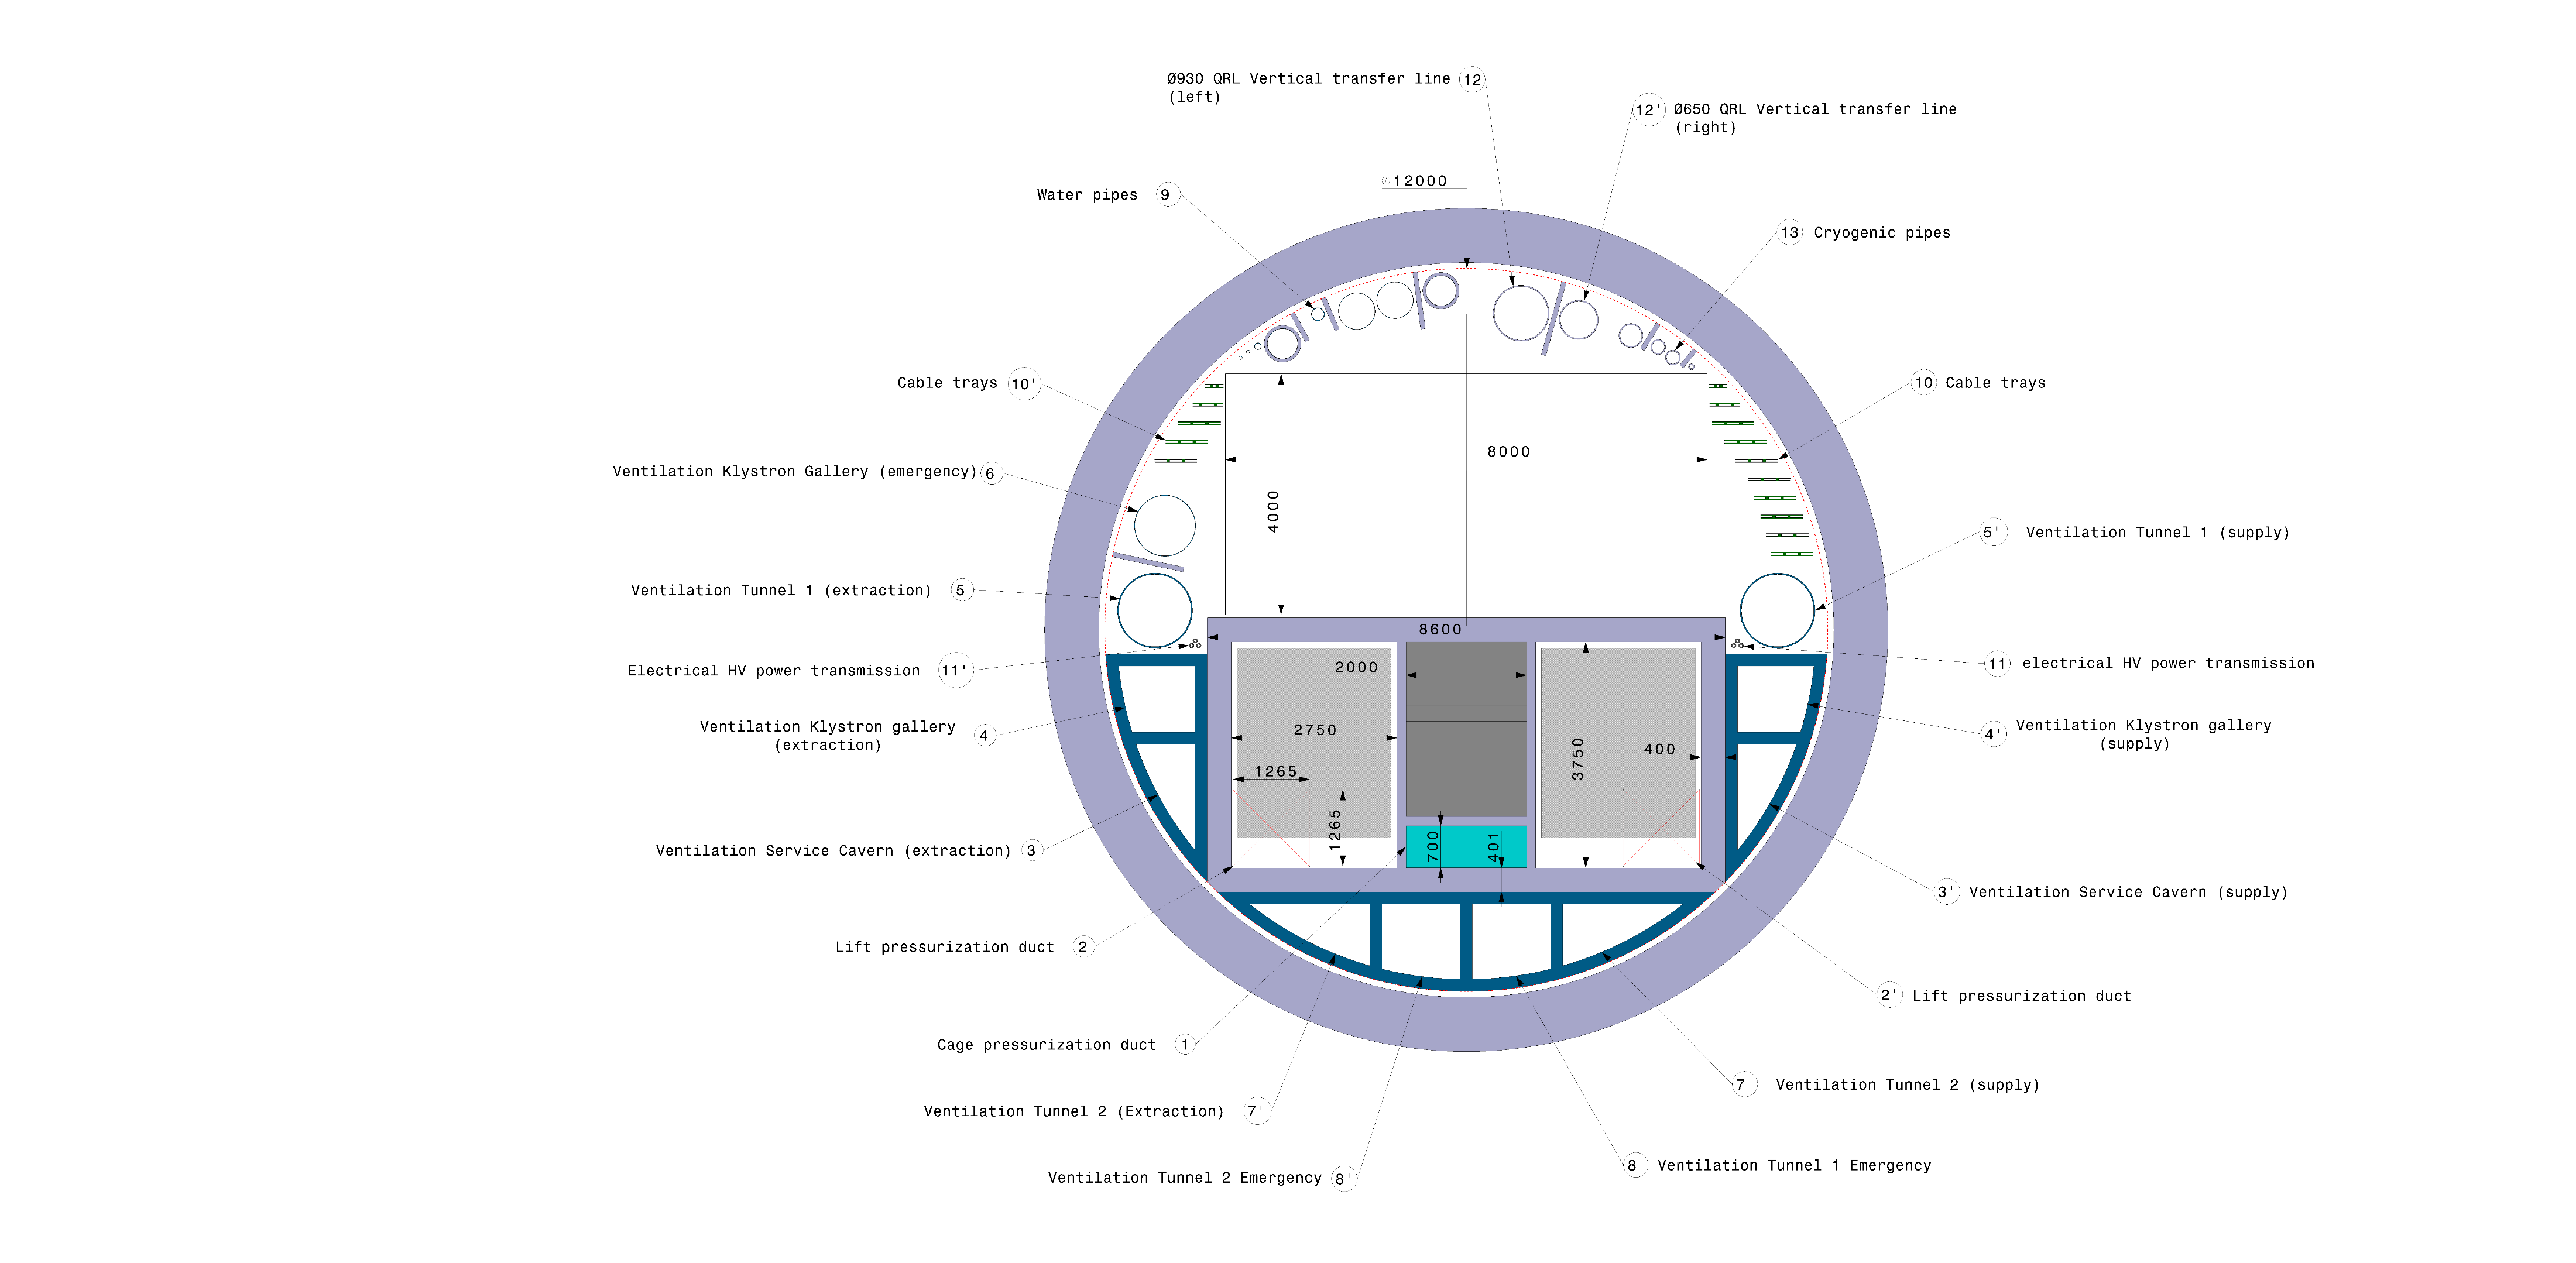 Ø930 QRL Vertical transfer line 12
(left)
12' Ø650 QRL Vertical transfer line
(right)
Ø12000
Water pipes 9
13 Cryogenic pipes
Cable trays 10'
10 Cable trays
8000
4000
Ventilation Klystron Gallery (emergency) 6
5' Ventilation Tunnel 1 (supply)
Ventilation Tunnel 1 (extraction) 5
8600
Electrical HV power transmission 11'
11 electrical HV power transmission
2000
Ventilation Klystron gallery
(extraction) 4
4' Ventilation Klystron gallery
(supply)
2750
400
3750
1265
1265
700
401
Ventilation Service Cavern (extraction) 3
3' Ventilation Service Cavern (supply)
Lift pressurization duct 2
2' Lift pressurization duct
Cage pressurization duct 1
7 Ventilation Tunnel 2 (supply)
Ventilation Tunnel 2 (Extraction) 7'
8 Ventilation Tunnel 1 Emergency
Ventilation Tunnel 2 Emergency 8'